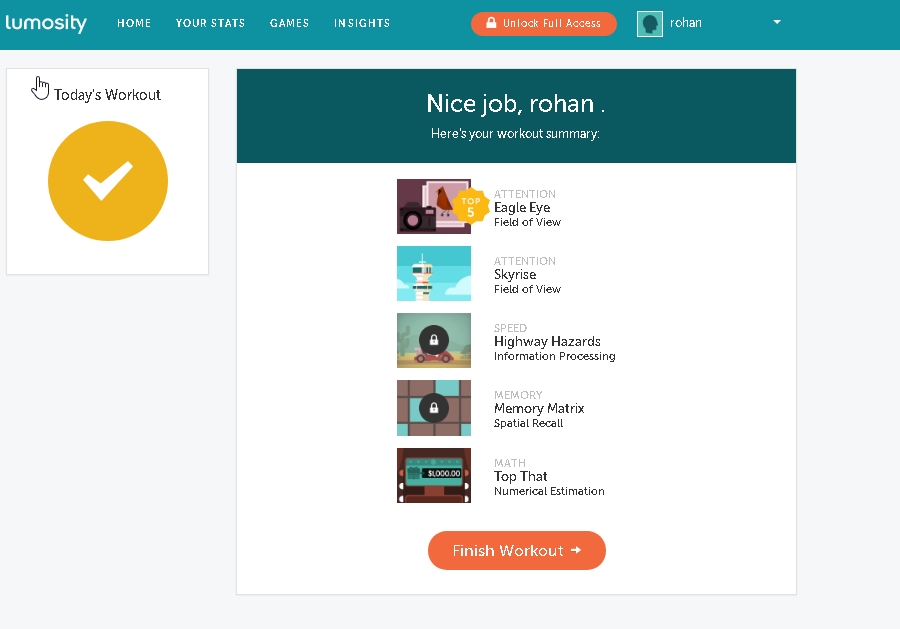 lumosity
HOME
YOUR STATS
GAMES
INSIGHTS
Unlock Full Access
rohan
Today's Workout
Nice job, rohan .
Here's your workout summary:
TOP
5
ATTENTION
Eagle Eye
Field of View
ATTENTION
Skyrise
Field of View
SPEED
Highway Hazards
Information Processing
MEMORY
Memory Matrix
Spatial Recall
$1,000.00
MATH
Top That
Numerical Estimation
Finish Workout